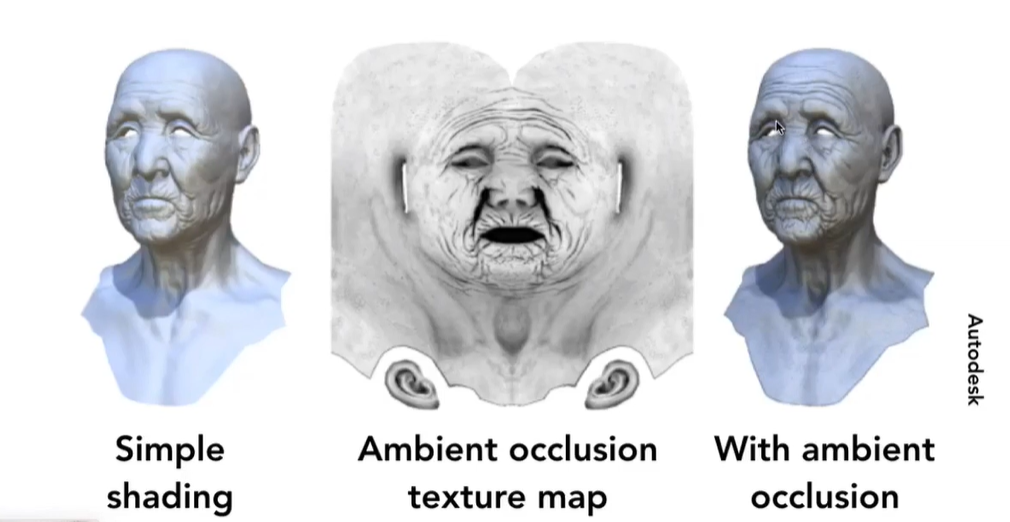 Simple
shading
Ambient occlusion
texture map
With ambient
occlusion
Autodesk